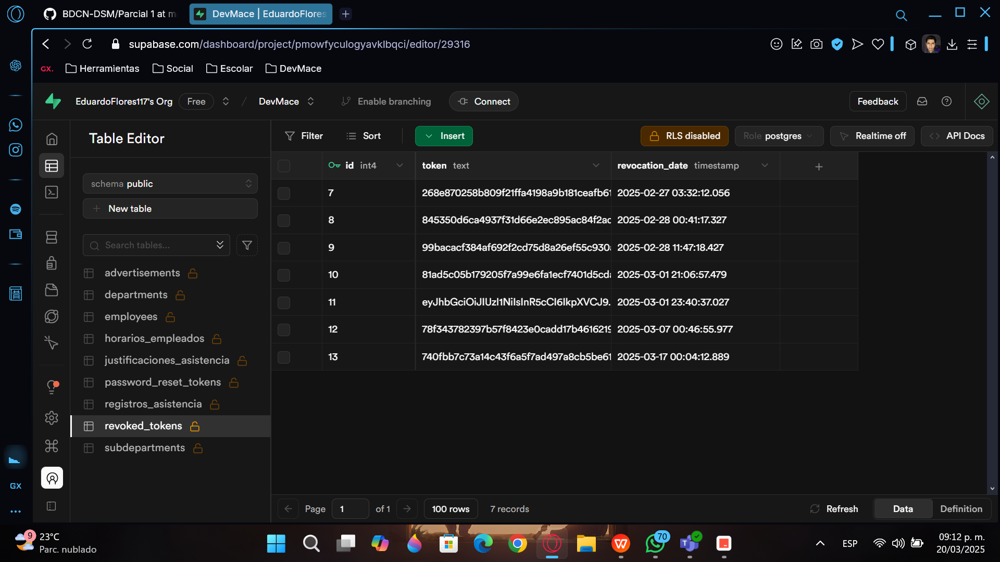 BDCN-DSM/Parcial 1 at m
DevMace | EduardoFlores
supabase.com/dashboard/project/pmowfyculogyavklbqci/editor/29316
GX.
Herramientas
Social
Escolar
DevMace
EduardoFlores117's Org
Free
/
DevMace
Enable branching
Connect
Feedback
Table Editor
Filter
Sort
Insert
RLS disabled
Role postgres
Realtime off
API Docs
schema public
New table
Search tables...
advertisements
departments
employees
horarios_empleados
justificaciones_asistencia
password_reset_tokens
registros_asistencia
revoked_tokens
subdepartments
id int4
token text
revocation_date timestamp
7 268e870258b809f21ffa4198a9b181ceafb61 2025-02-27 03:32:12.056
8 845350d6ca4937f31d66e2ec895ac84f2ac 2025-02-28 00:41:17.327
9 99bacacf384af692f2cd75d8a26ef55c930 2025-02-28 11:47:18.427
10 81ad5c05b179205f7a99e6fa1ecf7401d5cd 2025-03-01 21:06:57.479
11 eyJhbGciOiJIUzI1NiIsInR5cCI6IkpXVCJ9. 2025-03-01 23:40:37.027
12 78f343782397b57f8423e0cadd17b4616219 2025-03-07 00:46:55.977
13 740fbb7c73a14c43f6a5f7ad497a8cb5be61 2025-03-17 00:04:12.889
Page
1
of 1
100 rows
7 records
Refresh
Data
Definition
GX
9
23°C
Parc. nublado
70
ESP
09:12 p. m.
20/03/2025